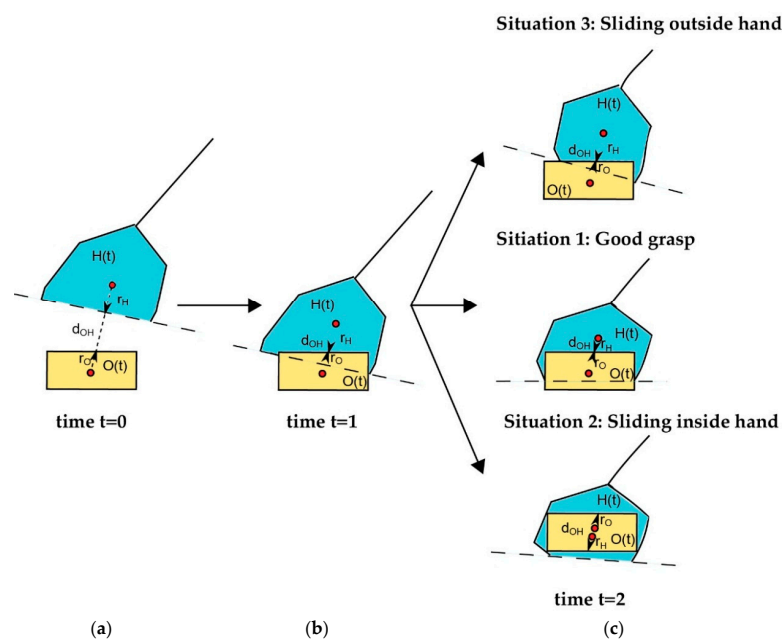 Situation 3: Sliding outside hand
H(t)
dOH
rH
rO
O(t)
H(t)
rH
dOH
rO
O(t)
time t=0
H(t)
dOH
rH
rO
O(t)
time t=1
Sitiation 1: Good grasp
H(t)
dOH
rH
rO
O(t)
Situation 2: Sliding inside hand
H(t)
rO
dOH
rH
O(t)
time t=2
(a)
(b)
(c)